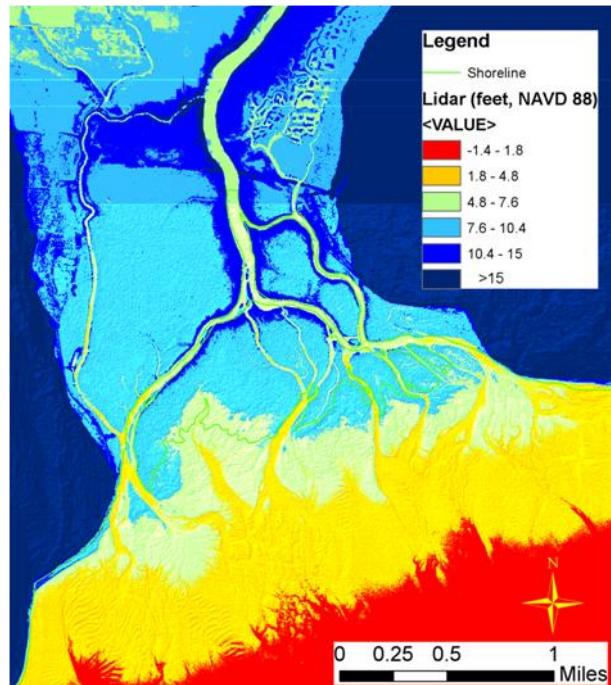 Legend
Shoreline
Lidar (feet, NAVD 88)
<VALUE>
-1.4 - 1.8
1.8 - 4.8
4.8 - 7.6
7.6 - 10.4
10.4 - 15
>15
N
0 0.25 0.5 1
Miles